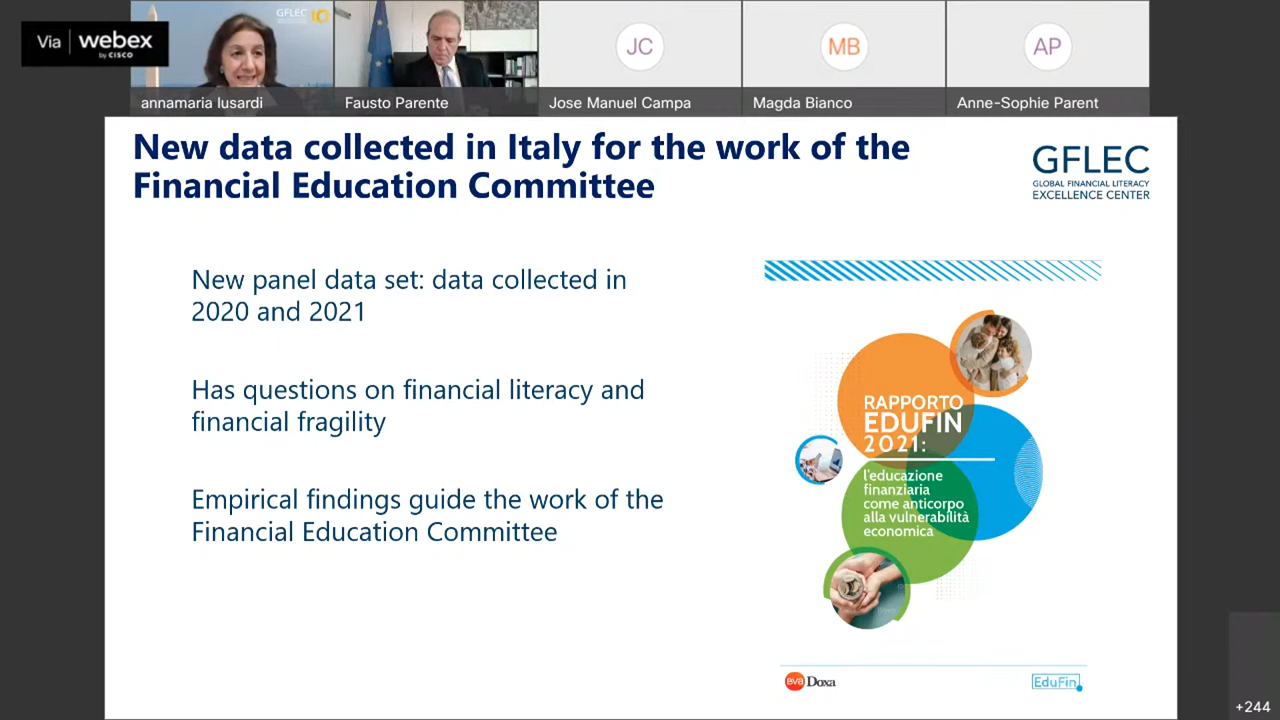 Via webex
by CISCO
GFLEC 10
JC
MB
AP
annamaria lusardi
Fausto Parente
Jose Manuel Campa
Magda Bianco
Anne-Sophie Parent
New data collected in Italy for the work of the
Financial Education Committee
GFLEC
GLOBAL FINANCIAL LITERACY
EXCELLENCE CENTER
New panel data set: data collected in
2020 and 2021
Has questions on financial literacy and
financial fragility
Empirical findings guide the work of the
Financial Education Committee
RAPPORTO
EDUFIN
2021:
l'educazione
finanziaria
come anticorpo
alla vulnerabilità
economica
BVA Doxa
EduFin
+244